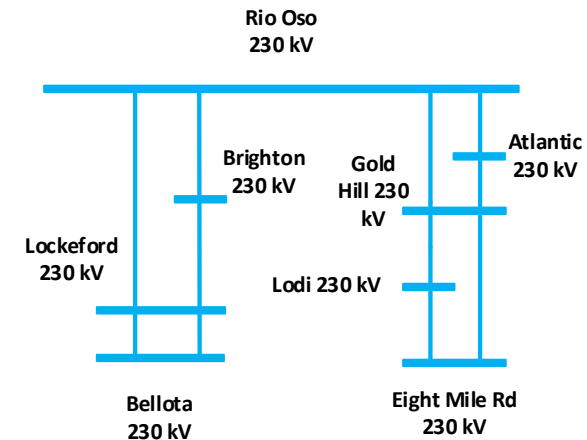 Rio Oso
230 kV
Brighton
230 kV
Gold
Hill 230
kV
Atlantic
230 kV
Lockeford
230 kV
Lodi 230 kV
Bellota
230 kV
Eight Mile Rd
230 kV